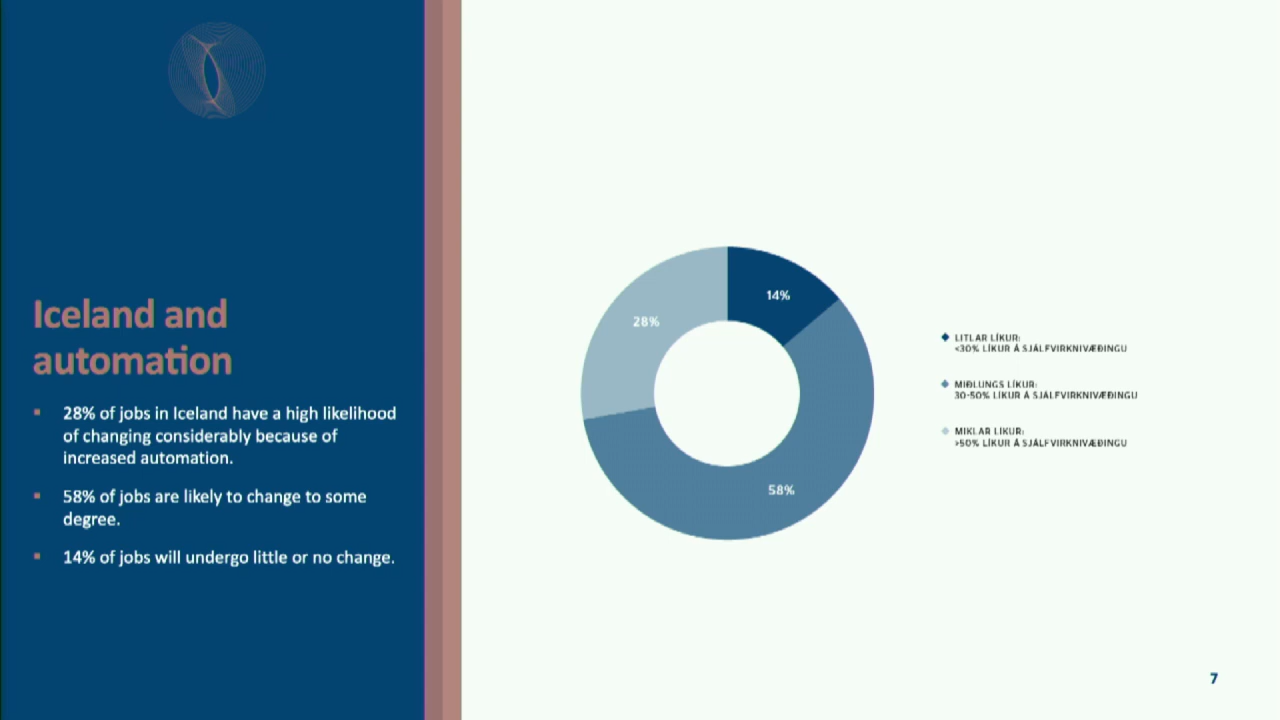 Iceland and
automation
28% of jobs in Iceland have a high likelihood
of changing considerably because of
increased automation.
58% of jobs are likely to change to some
degree.
14% of jobs will undergo little or no change.
14%
28%
58%
LITLAR LÍKUR:
<30% LÍKUR Á SJÁLFVIRKNIVÆÐINGU
MIÐLUNGS LÍKUR:
30-50% LÍKUR Á SJÁLFVIRKNIVÆÐINGU
MIKLAR LÍKUR:
>50% LÍKUR Á SJÁLFVIRKNIVÆÐINGU
7